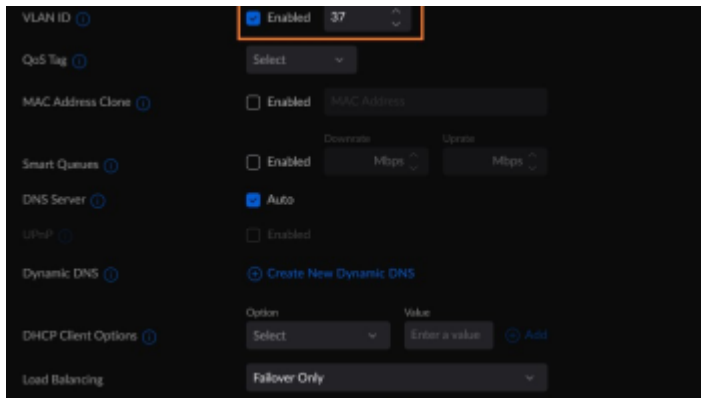 VLAN ID Enabled 37
QoS Tag Select
MAC Address Clone Enabled MAC Address
Downrate Uprate
Smart Queues Enabled Mbps Mbps
DNS Server Auto
UPnP Enabled
Dynamic DNS Create New Dynamic DNS
Option Value
DHCP Client Options Select Enter a value Add
Load Balancing Failover Only